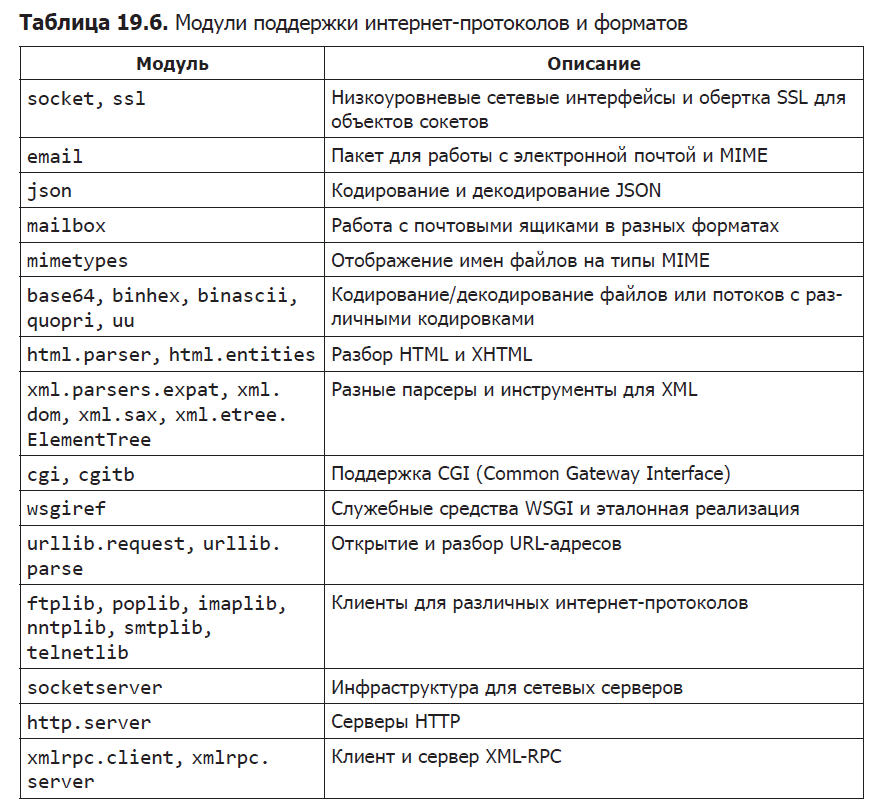 Таблица 19.6. Модули поддержки интернет-протоколов и форматов
Модуль Описание
socket, ssl Низкоуровневые сетевые интерфейсы и обертка SSL для
объектов сокетов
email Пакет для работы с электронной почтой и MIME
json Кодирование и декодирование JSON
mailbox Работа с почтовыми ящиками в разных форматах
mimetypes Отображение имен файлов на типы MIME
base64, binhex, binascii, Кодирование/декодирование файлов или потоков с раз-
quopri, uu личными кодировками
html.parser, html.entities Разбор HTML и XHTML
xml.parsers.expat, xml. Разные парсеры и инструменты для XML
dom, xml.sax, xml.etree.
ElementTree
cgi, cgitb Поддержка CGI (Common Gateway Interface)
wsgiref Служебные средства WSGI и эталонная реализация
urllib.request, urllib. Открытие и разбор URL-адресов
parse
ftplib, poplib, imaplib, Клиенты для различных интернет-протоколов
nntplib, smtplib,
telnetlib
socketserver Инфраструктура для сетевых серверов
http.server Серверы HTTP
xmlrpc.client, xmlrpc. Клиент и сервер XML-RPC
server